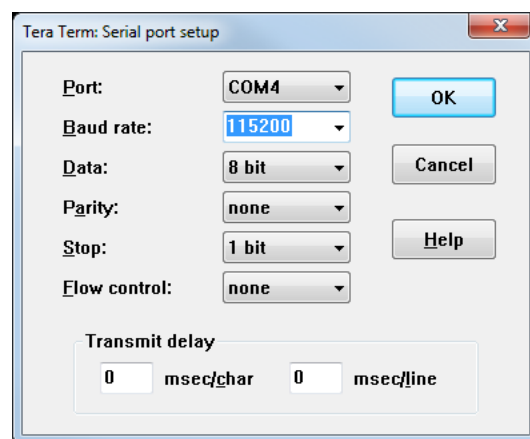 Tera Term: Serial port setup
Port: COM4 OK
Baud rate: 115200
Data: 8 bit Cancel
Parity: none
Stop: 1 bit Help
Flow control: none
Transmit delay
0 msec/char 0 msec/line